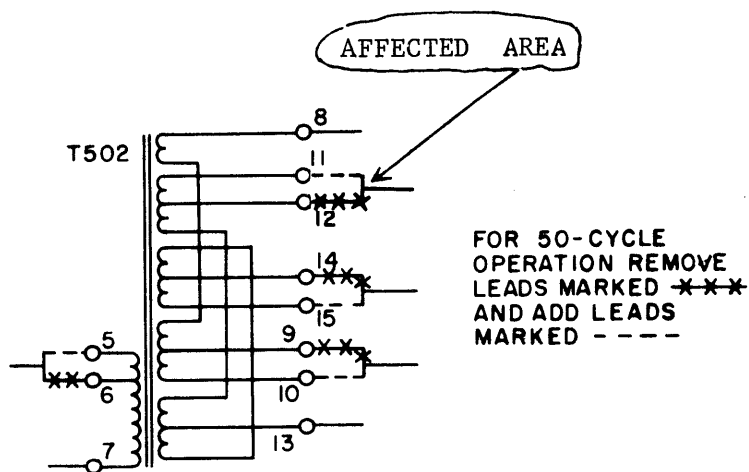 AFFECTED AREA
8
T502
11
12
14
15
5
9
6
10
7
13
FOR 50-CYCLE
OPERATION REMOVE
LEADS MARKED
AND ADD LEADS
MARKED